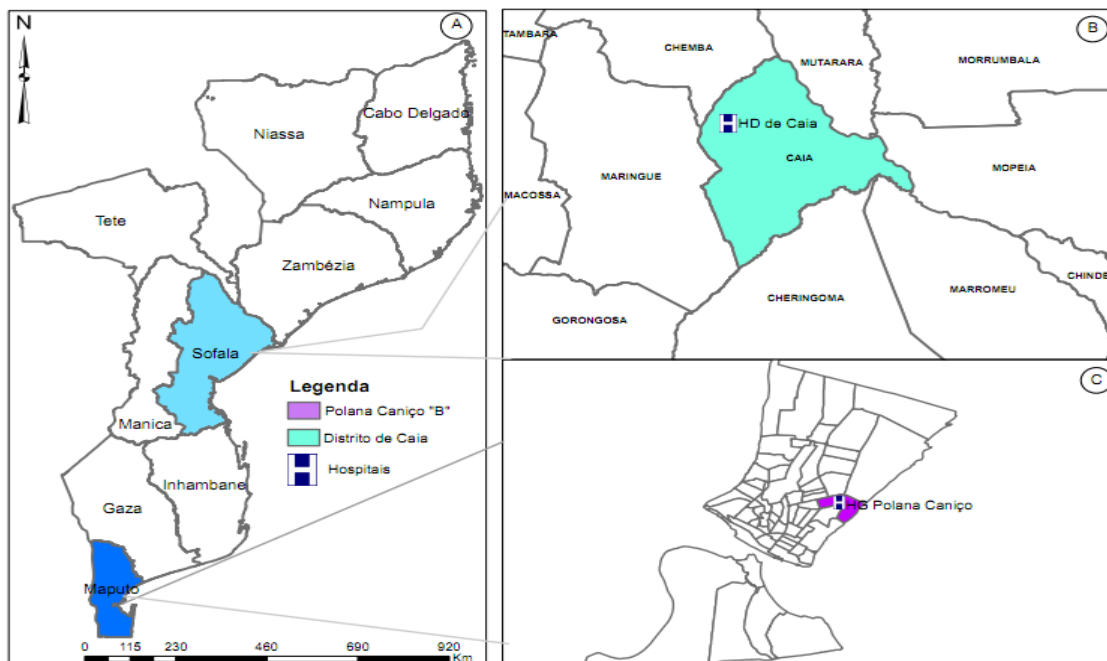 N
A
Cabo Delgado
Niassa
Nampula
Tete
Zambézia
Sofala
Manica
Inhambane
Gaza
Maputo
Legenda
Polana Caniço "B"
Distrito de Caia
Hospitais
0 115 230 460 690 920
Km
B
TAMBARA
CHEMBA
MUTARARA
MORRUMBALA
HD de Caia
CAIA
MOPEIA
MARINGUE
MACOSSA
CHINDE
MARROMEU
CHERINGOMA
GORONGOSA
C
HG Polana Caniço